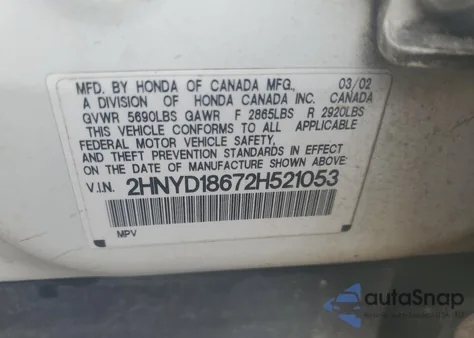 MFD. BY HONDA OF CANADA MFG., 03/02
A DIVISION OF HONDA CANADA INC. CANADA
GVWR 5690LBS GAWR F 2865LBS R 2920LBS
THIS VEHICLE CONFORMS TO ALL APPLICABLE
FEDERAL MOTOR VEHICLE SAFETY,
AND THEFT PREVENTION STANDARDS IN EFFECT
ON THE DATE OF MANUFACTURE SHOWN ABOVE.
V.I.N. 2HNYD18672H521053
MPV
autoSnap